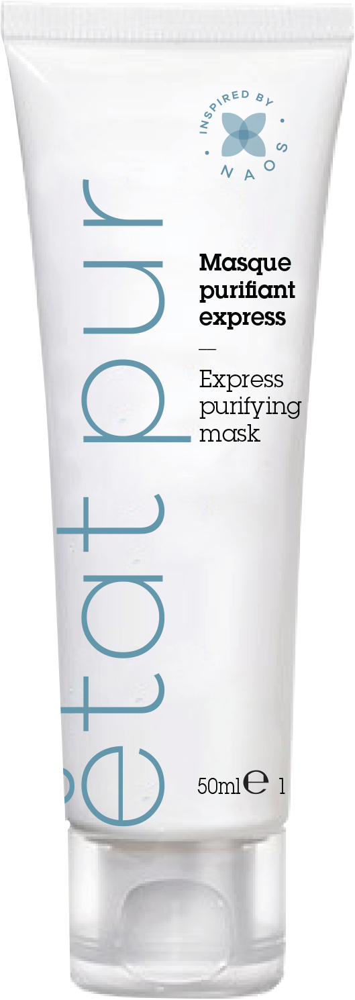 INSPIRED BY
NAOS
état pur
Masque
purifiant
express
—
Express
purifying
mask
50ml e 1